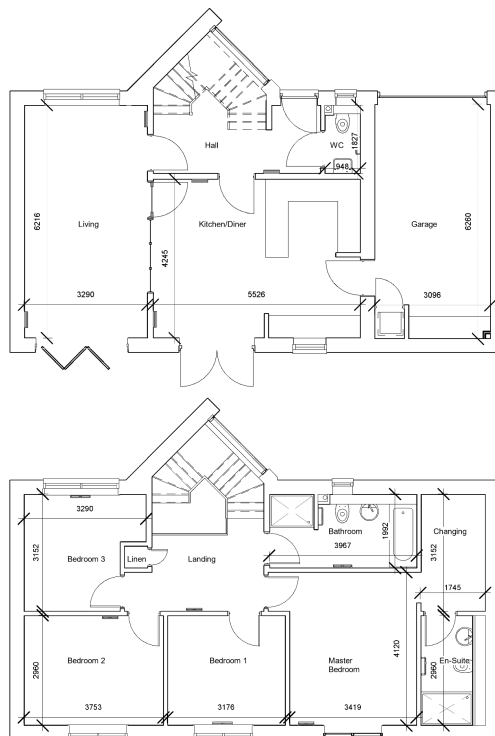 Hall
WC
1827
948
6216
Living
Kitchen/Diner
Garage
6260
4245
3290
5526
3096
3290
Bathroom
1992
Changing
3152
Bedroom 3
Linen
Landing
3967
3152
1745
2960
Bedroom 2
Bedroom 1
Master
Bedroom
4120
2960
En-Suite
3753
3176
3419